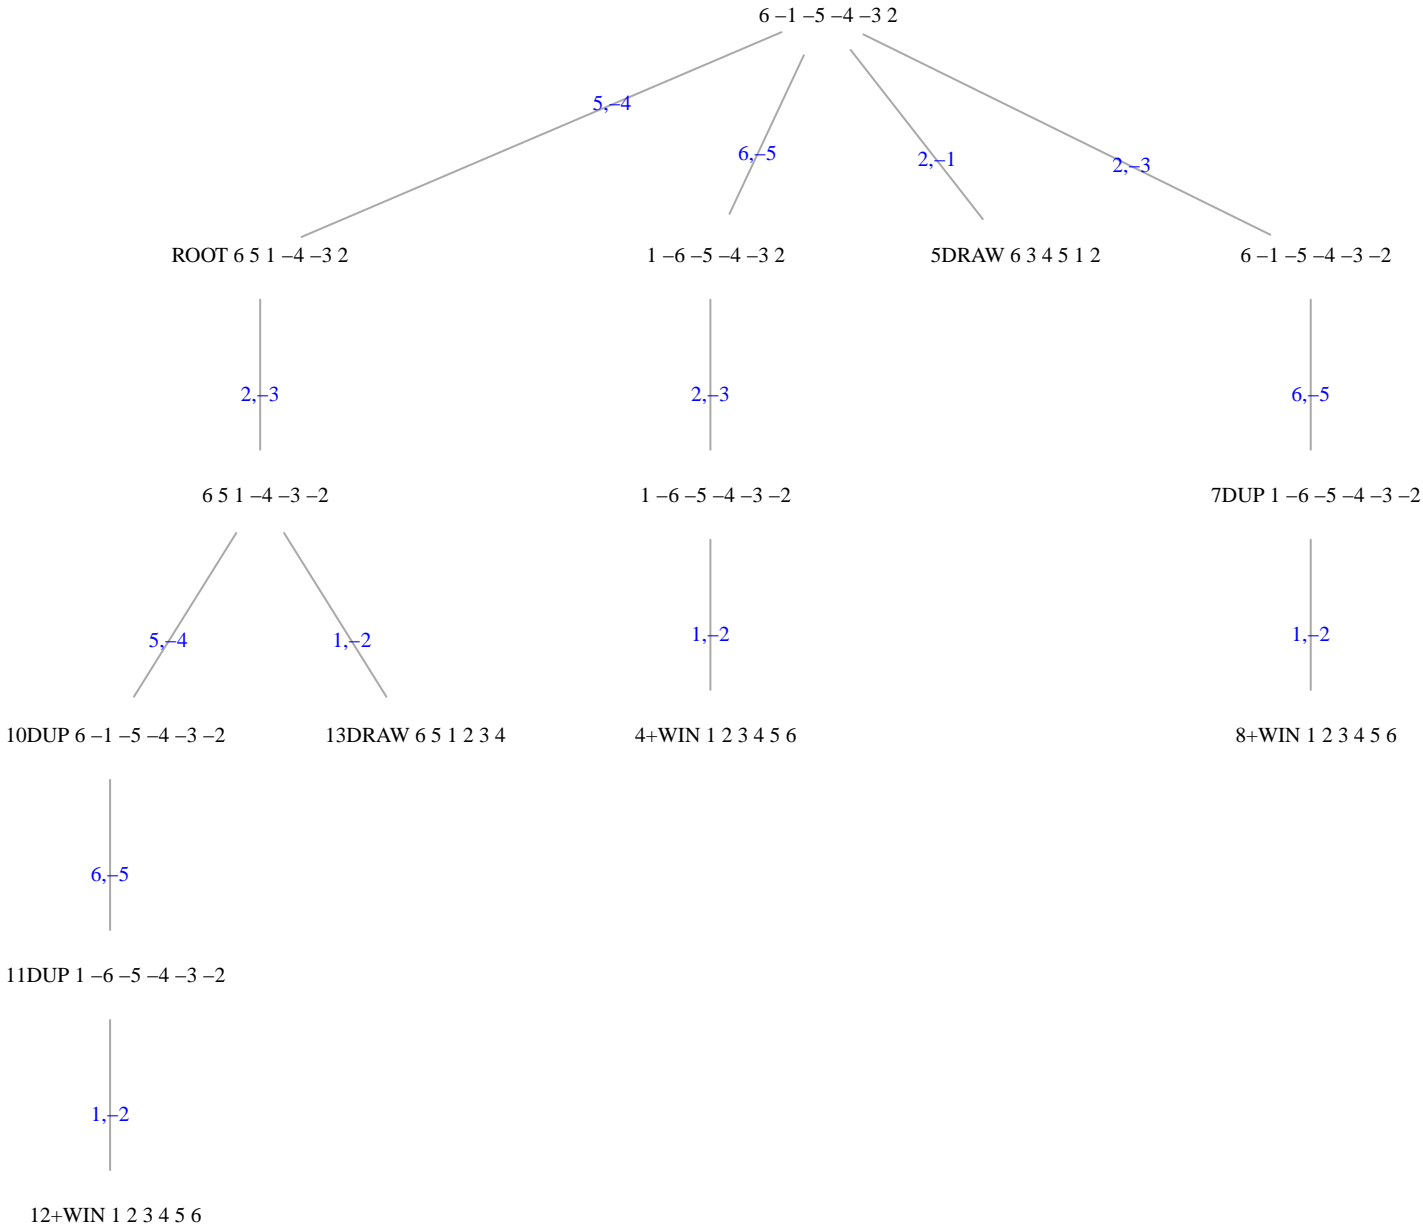 6 –1 –5 –4 –3 2
5,–4
6,–5
2,–1
2,–3
ROOT 6 5 1 –4 –3 2
1 –6 –5 –4 –3 2
5DRAW 6 3 4 5 1 2
6 –1 –5 –4 –3 –2
2,–3
2,–3
6,–5
6 5 1 –4 –3 –2
1 –6 –5 –4 –3 –2
7DUP 1 –6 –5 –4 –3 –2
5,–4
1,–2
1,–2
1,–2
10DUP 6 –1 –5 –4 –3 –2
13DRAW 6 5 1 2 3 4
4+WIN 1 2 3 4 5 6
8+WIN 1 2 3 4 5 6
6,–5
11DUP 1 –6 –5 –4 –3 –2
1,–2
12+WIN 1 2 3 4 5 6